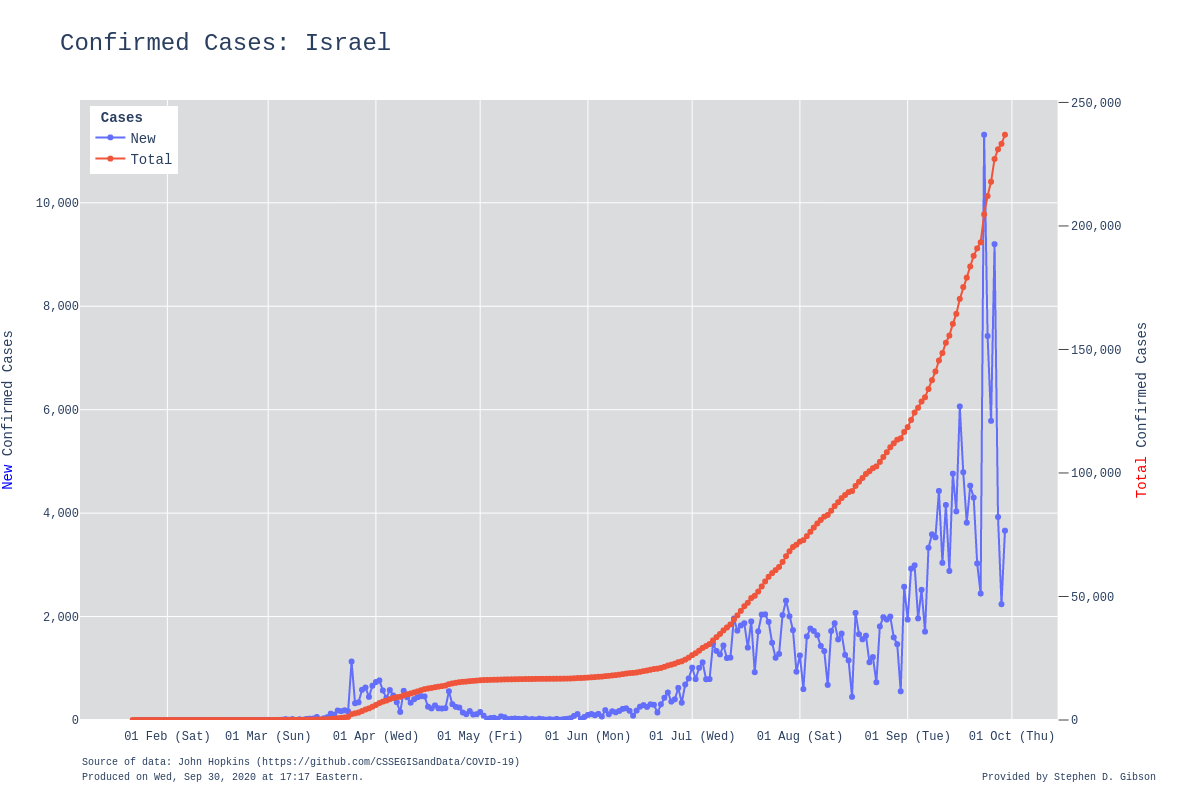 Confirmed Cases: Israel
Cases
New
Total
10,000
8,000
6,000
4,000
2,000
0
250,000
200,000
150,000
100,000
50,000
0
New Confirmed Cases
Total Confirmed Cases
01 Feb (Sat) 01 Mar (Sun) 01 Apr (Wed) 01 May (Fri) 01 Jun (Mon) 01 Jul (Wed) 01 Aug (Sat) 01 Sep (Tue) 01 Oct (Thu)
Source of data: John Hopkins (https://github.com/CSSEGISandData/COVID-19)
Produced on Wed, Sep 30, 2020 at 17:17 Eastern.
Provided by Stephen D. Gibson